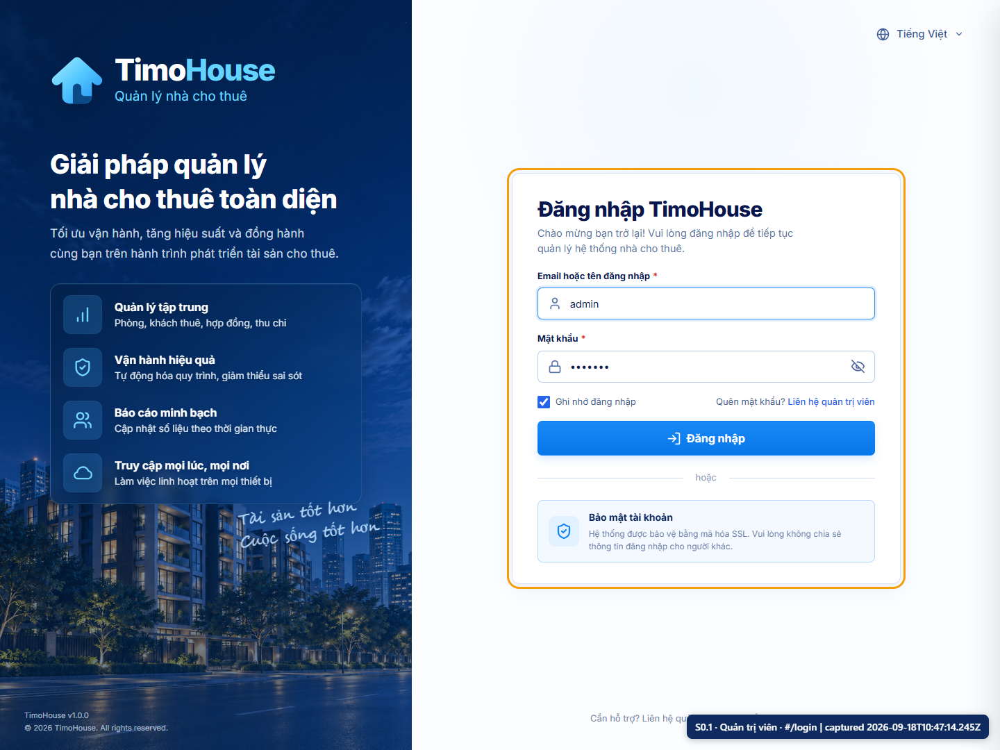 TimoHouse
Quản lý nhà cho thuê
Giải pháp quản lý
nhà cho thuê toàn diện
Tối ưu vận hành, tăng hiệu suất và đồng hành
cùng bạn trên hành trình phát triển tài sản cho thuê.
Quản lý tập trung
Phòng, khách thuê, hợp đồng, thu chi
Vận hành hiệu quả
Tự động hóa quy trình, giảm thiểu sai sót
Báo cáo minh bạch
Cập nhật số liệu theo thời gian thực
Truy cập mọi lúc, mọi nơi
Làm việc linh hoạt trên mọi thiết bị
Tài sản tốt hơn
Cuộc sống tốt hơn
TimoHouse v1.0.0
© 2026 TimoHouse. All rights reserved.
Tiếng Việt
Đăng nhập TimoHouse
Chào mừng bạn trở lại! Vui lòng đăng nhập để tiếp tục
quản lý hệ thống nhà cho thuê.
Email hoặc tên đăng nhập *
admin
Mật khẩu *
•••••••
Ghi nhớ đăng nhập
Quên mật khẩu? Liên hệ quản trị viên
Đăng nhập
hoặc
Bảo mật tài khoản
Hệ thống được bảo vệ bằng mã hóa SSL. Vui lòng không chia sẻ
thông tin đăng nhập cho người khác.
Cần hỗ trợ? Liên hệ
S0.1 · Quản trị viên · #/login | captured 2026-09-18T10:47:14.245Z